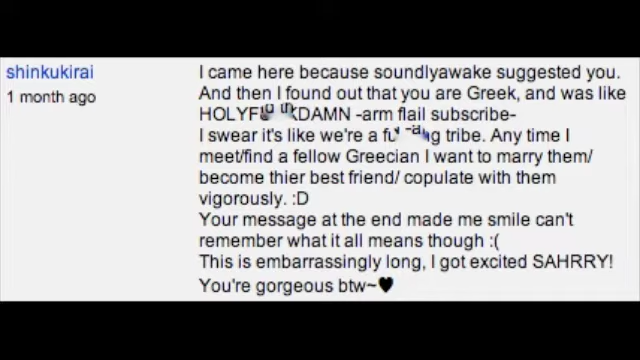 shinkukirai
1 month ago
I came here because soundlyawake suggested you.
And then I found out that you are Greek, and was like
-arm flail subscribe-
I swear it's like we're a tribe. Any time I
meet/find a fellow Greecian I want to marry them/
become thier best friend/ copulate with them
vigorously. :D
Your message at the end made me smile can't
remember what it all means though :(
This is embarrassingly long, I got excited SAHRRY!
You're gorgeous btw~♥